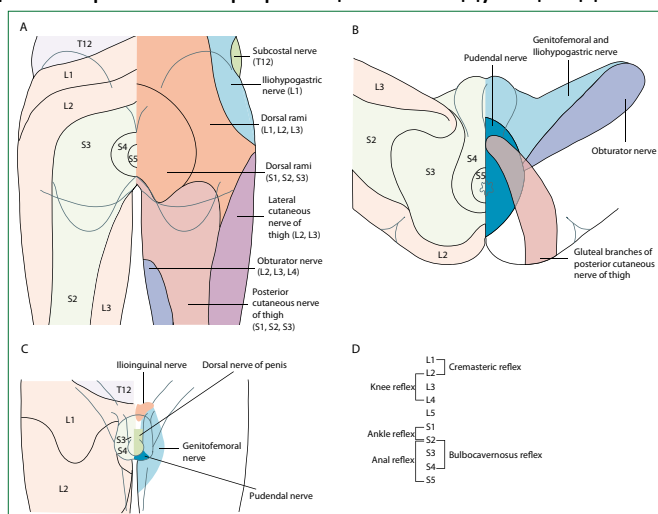 A
T12
L1
L2
S3
S4
S5
S2
L3
Subcostal nerve
(T12)
Iliohypogastric
nerve (L1)
Dorsal rami
(L1, L2, L3)
Dorsal rami
(S1, S2, S3)
Lateral
cutaneous
nerve of
thigh (L2, L3)
Obturator nerve
(L2, L3, L4)
Posterior
cutaneous nerve
of thigh
(S1, S2, S3)
B
Genitofemoral and
Iliohypogastric nerve
Pudendal nerve
L3
S2
S3
S4
S5
L2
Obturator nerve
Gluteal branches of
posterior cutaneous
nerve of thigh
C
Ilioinguinal nerve
Dorsal nerve of penis
T12
L1
S3
S4
L2
Genitofemoral
nerve
Pudendal nerve
D
L1
L2
Cremasteric reflex
Knee reflex
L3
L4
L5
S1
Ankle reflex
S2
S3
Bulbocavernosus reflex
Anal reflex
S4
S5